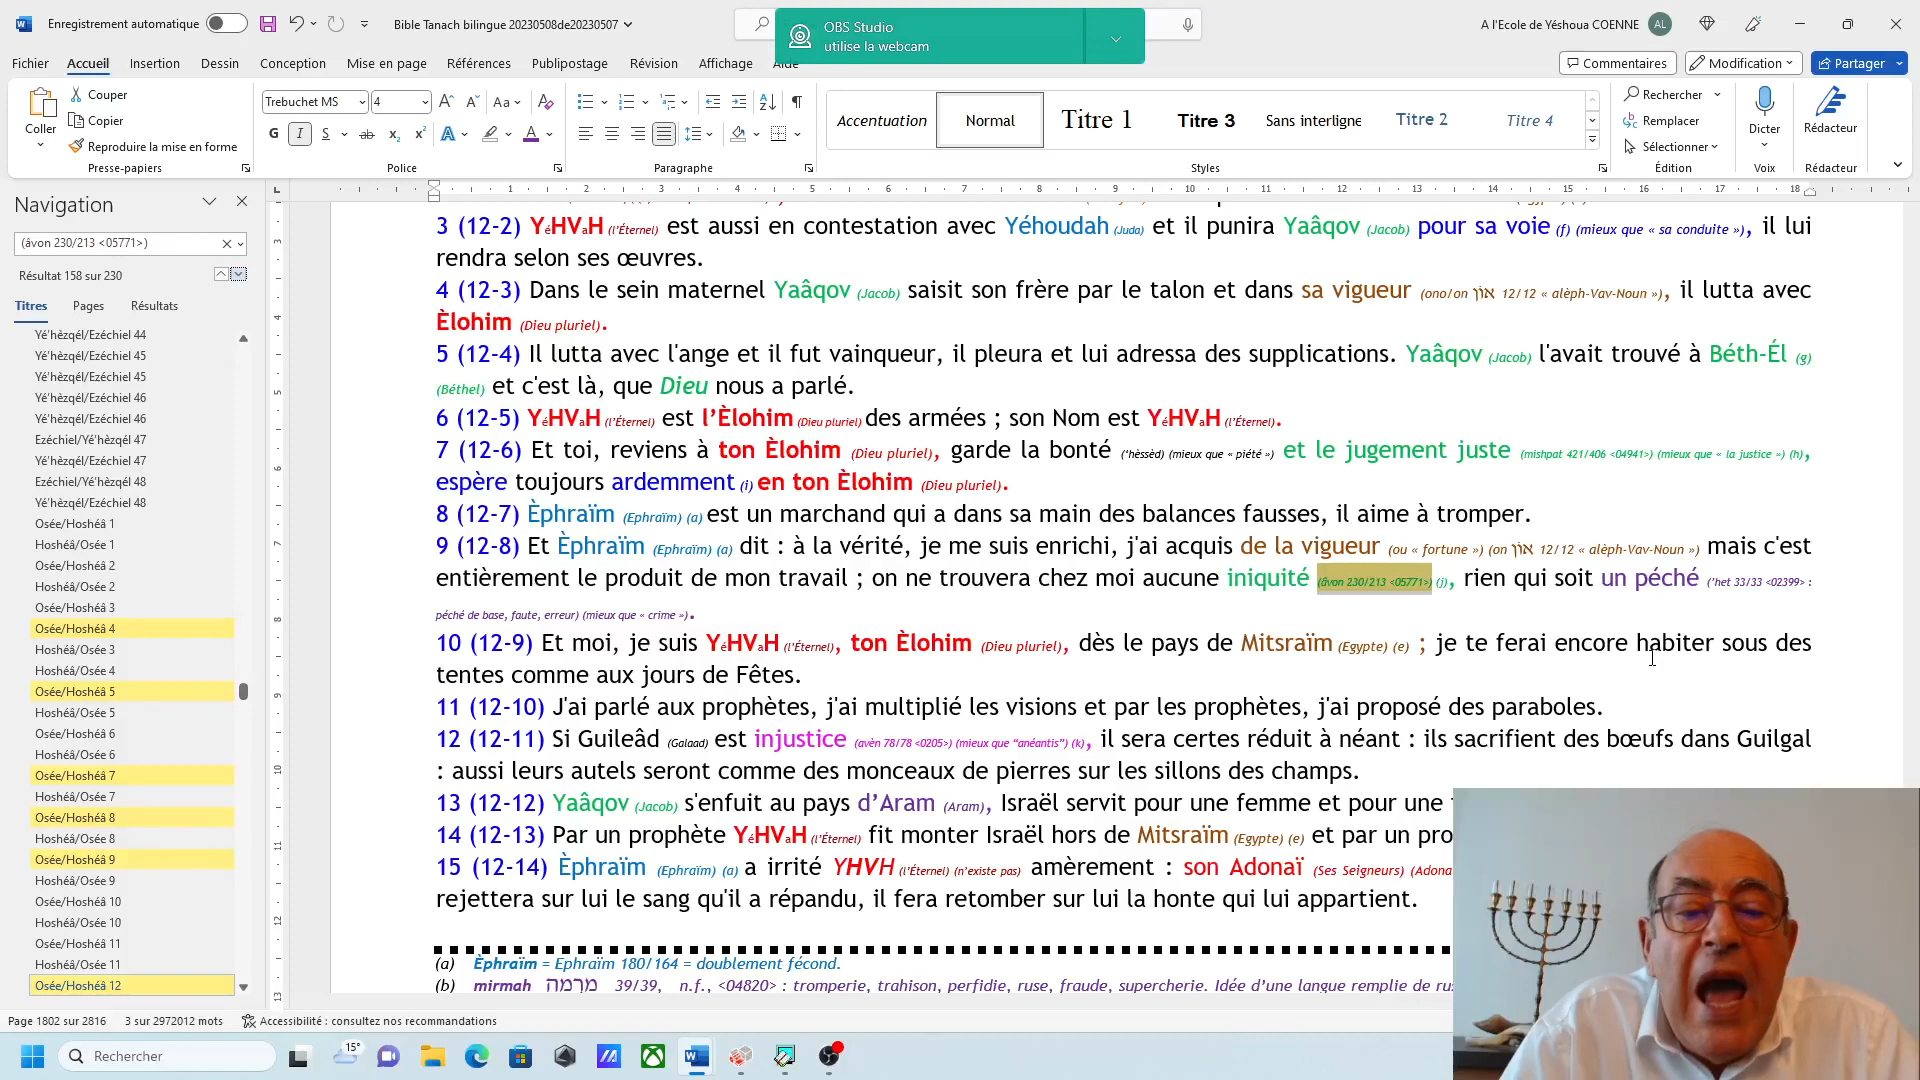 Enregistrement automatique
Bible Tanach bilingue 20230508de20230507
OBS Studio
utilise la webcam
A l'Ecole de Yéshoua COENNE
AL
Fichier Accueil Insertion Dessin Conception Mise en page Références Publipostage Révision Affichage Aide
Commentaires Modification Partager
Coller
Couper
Copier
Reproduire la mise en forme
Presse-papiers
Trebuchet MS 4
G I S ab
Police
Paragraphe
Accentuation Normal Titre 1 Titre 3 Sans interligne Titre 2 Titre 4
Styles
Rechercher
Remplacer
Sélectionner
Édition
Dicter
Voix
Rédacteur
Rédacteur
Navigation
(âvon 230/213 <05771>)
Résultat 158 sur 230
Titres Pages Résultats
Yé'hèzqél/Ezéchiel 44
Yé'hèzqél/Ezéchiel 45
Yé'hèzqél/Ezéchiel 45
Yé'hèzqél/Ezéchiel 46
Yé'hèzqél/Ezéchiel 46
Ezéchiel/Yé'hèzqél 47
Yé'hèzqél/Ezéchiel 47
Ezéchiel/Yé'hèzqél 48
Yé'hèzqél/Ezéchiel 48
Osée/Hoshéâ 1
Hoshéâ/Osée 1
Osée/Hoshéâ 2
Hoshéâ/Osée 2
Osée/Hoshéâ 3
Osée/Hoshéâ 4
Hoshéâ/Osée 3
Hoshéâ/Osée 4
Osée/Hoshéâ 5
Hoshéâ/Osée 5
Osée/Hoshéâ 6
Hoshéâ/Osée 6
Osée/Hoshéâ 7
Hoshéâ/Osée 7
Osée/Hoshéâ 8
Hoshéâ/Osée 8
Osée/Hoshéâ 9
Hoshéâ/Osée 9
Osée/Hoshéâ 10
Hoshéâ/Osée 10
Osée/Hoshéâ 11
Hoshéâ/Osée 11
Osée/Hoshéâ 12
3 (12-2) YéHVaH (l'Éternel) est aussi en contestation avec Yéhoudah (Juda) et il punira Yaâqov (Jacob) pour sa voie (f) (mieux que « sa conduite »), il lui
rendra selon ses œuvres.
4 (12-3) Dans le sein maternel Yaâqov (Jacob) saisit son frère par le talon et dans sa vigueur (ono/on אוֹן 12/12 « alèph-Vav-Noun »), il lutta avec
Èlohim (Dieu pluriel).
5 (12-4) Il lutta avec l'ange et il fut vainqueur, il pleura et lui adressa des supplications. Yaâqov (Jacob) l'avait trouvé à Béth-Él (g)
(Béthel) et c'est là, que Dieu nous a parlé.
6 (12-5) YéHVaH (l'Éternel) est l'Èlohim (Dieu pluriel) des armées ; son Nom est YéHVaH (l'Éternel).
7 (12-6) Et toi, reviens à ton Èlohim (Dieu pluriel), garde la bonté ('hèssèd) (mieux que « piété ») et le jugement juste (mishpat 421/406 <04941>) (mieux que « la justice ») (h),
espère toujours ardemment (i) en ton Èlohim (Dieu pluriel).
8 (12-7) Èphraïm (Ephraïm) (a) est un marchand qui a dans sa main des balances fausses, il aime à tromper.
9 (12-8) Et Èphraïm (Ephraïm) (a) dit : à la vérité, je me suis enrichi, j'ai acquis de la vigueur (ou « fortune ») (on אוֹן 12/12 « alèph-Vav-Noun ») mais c'est
entièrement le produit de mon travail ; on ne trouvera chez moi aucune iniquité (âvon 230/213 <05771>) (j), rien qui soit un péché ('het 33/33 <02399> :
péché de base, faute, erreur) (mieux que « crime »).
10 (12-9) Et moi, je suis YéHVaH (l'Éternel), ton Èlohim (Dieu pluriel), dès le pays de Mitsraïm (Egypte) (e) ; je te ferai encore habiter sous des
tentes comme aux jours de Fêtes.
11 (12-10) J'ai parlé aux prophètes, j'ai multiplié les visions et par les prophètes, j'ai proposé des paraboles.
12 (12-11) Si Guileâd (Galaad) est injustice (avèn 78/78 <0205>) (mieux que "anéantis") (k), il sera certes réduit à néant : ils sacrifient des bœufs dans Guilgal
: aussi leurs autels seront comme des monceaux de pierres sur les sillons des champs.
13 (12-12) Yaâqov (Jacob) s'enfuit au pays d'Aram (Aram), Israël servit pour une femme et pour une
14 (12-13) Par un prophète YéHVaH (l'Éternel) fit monter Israël hors de Mitsraïm (Egypte) (e) et par un pro
15 (12-14) Èphraïm (Ephraïm) (a) a irrité YHVH (l'Éternel) (n'existe pas) amèrement : son Adonaï (Ses Seigneurs) (Adona
rejettera sur lui le sang qu'il a répandu, il fera retomber sur lui la honte qui lui appartient.
(a) Èphraïm = Ephraïm 180/164 = doublement fécond.
(b) mirmah מִרְמָה 39/39, n.f., <04820> : tromperie, trahison, perfidie, ruse, fraude, supercherie. Idée d'une langue remplie de rus
Page 1802 sur 2816 3 sur 2972012 mots Accessibilité : consultez nos recommandations
Rechercher
15°